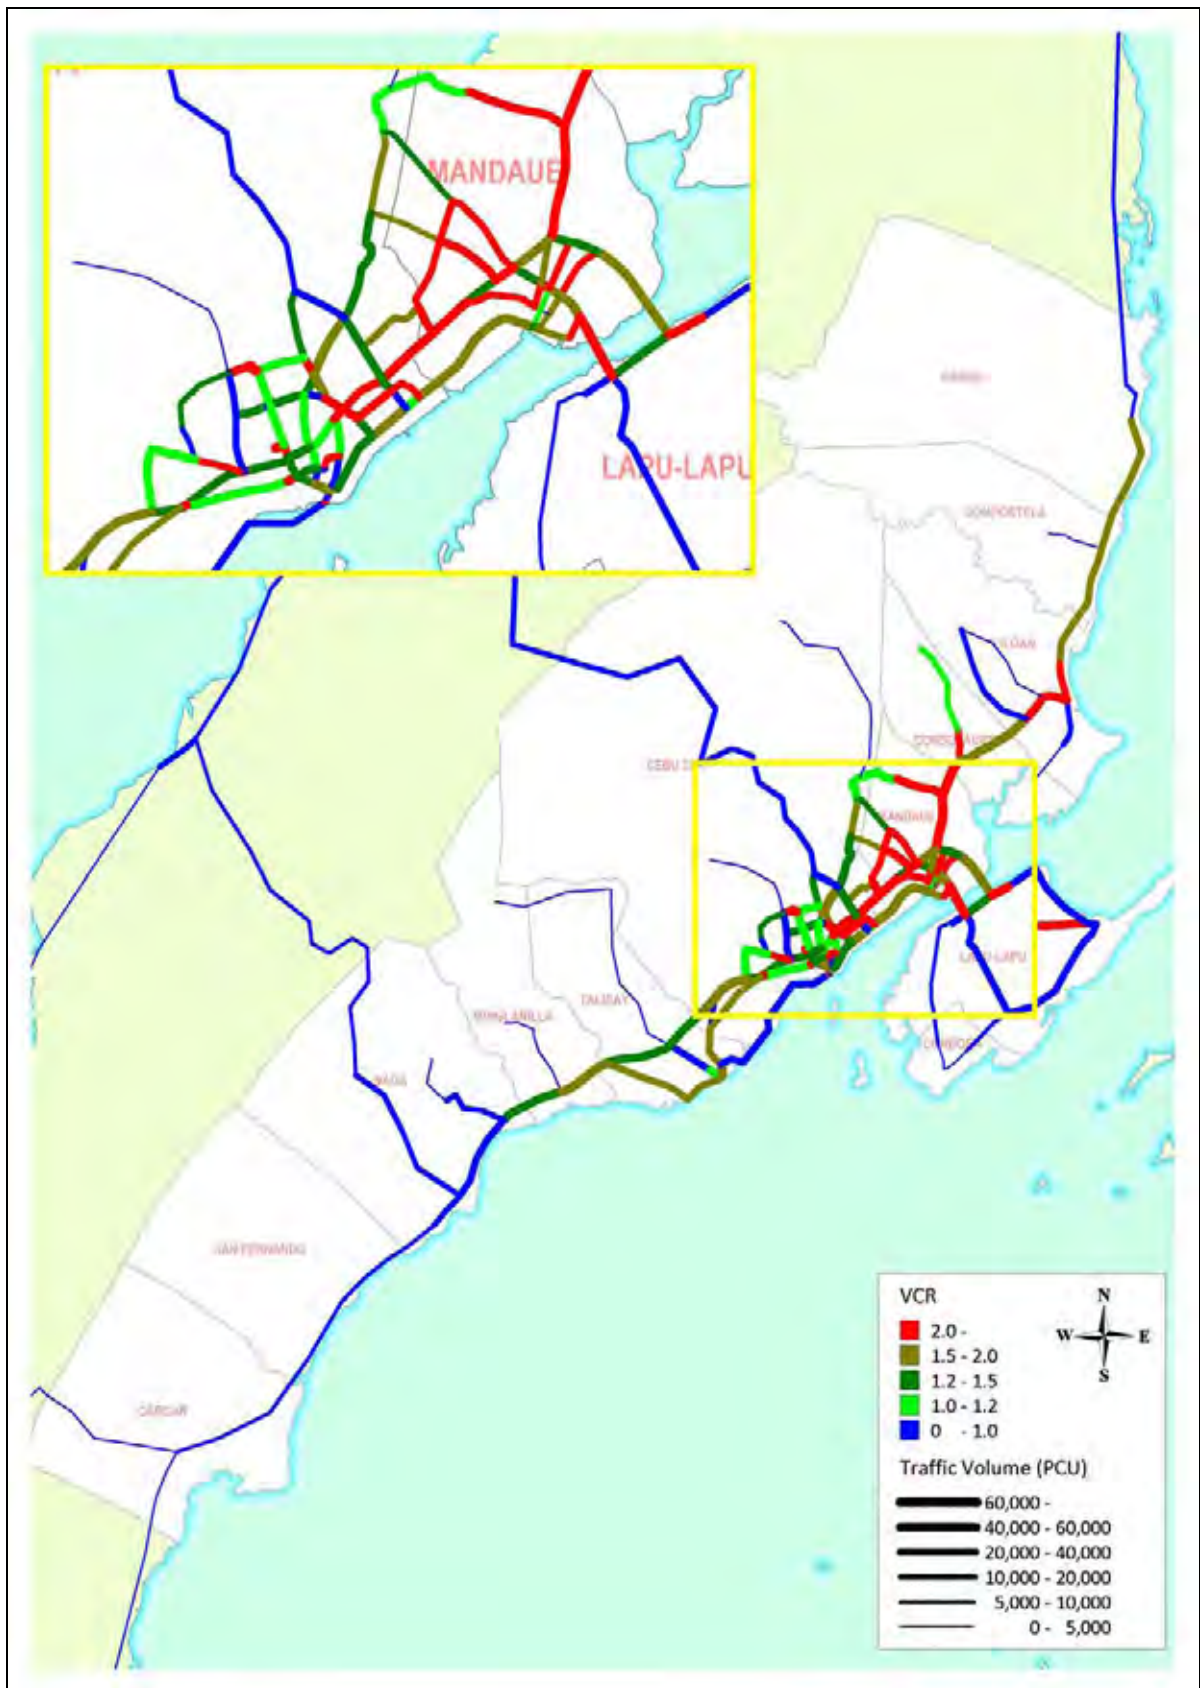 MANDAUE
LAPU-LAPU
COMPOSTELA
LILOAN
CONSOLACION
CEBU C
MANDAUE
LAPU-LAPU
TALISAY
MINGLANILLA
CORDOVA
NAGA
SAN FERNANDO
CARCAR
VCR
2.0 -
1.5 - 2.0
1.2 - 1.5
1.0 - 1.2
0 - 1.0
N
W E
S
Traffic Volume (PCU)
60,000 -
40,000 - 60,000
20,000 - 40,000
10,000 - 20,000
5,000 - 10,000
0 - 5,000